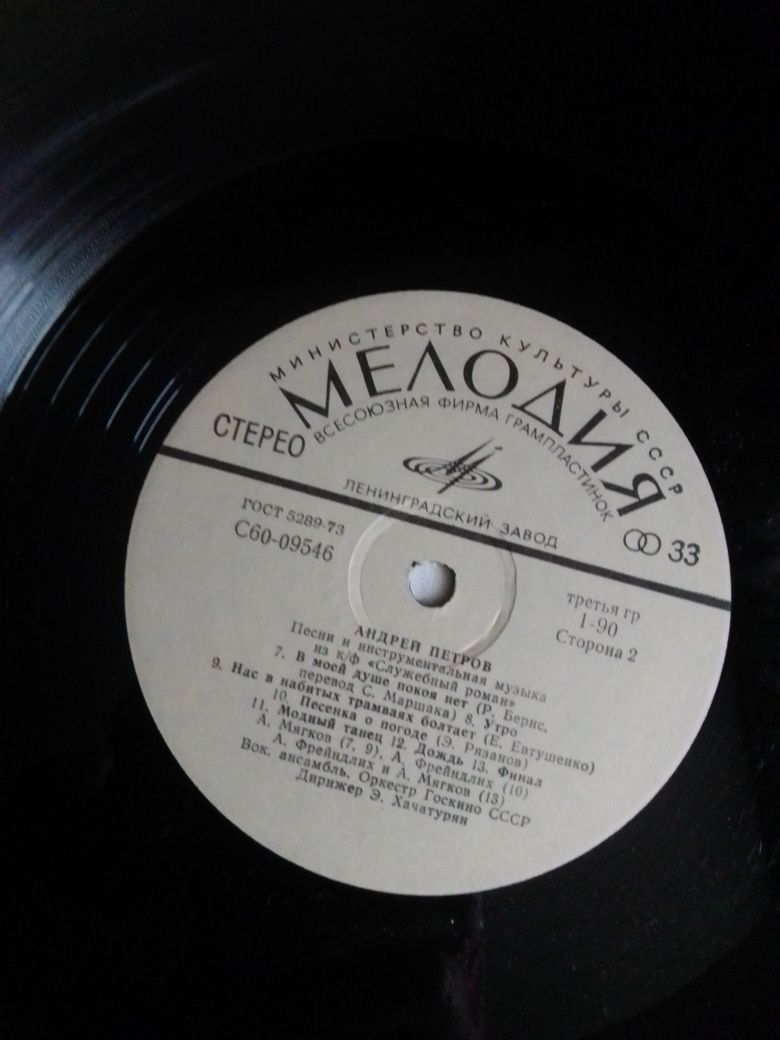 МИНИСТЕРСТВО КУЛЬТУРЫ СССР
МЕЛОДИЯ
ВСЕСОЮЗНАЯ ФИРМА ГРАМПЛАСТИНОК
СТЕРЕО
ЛЕНИНГРАДСКИЙ ЗАВОД
33
ГОСТ 5289-73
С60-09546
третья гр
1-90
Сторона 2
АНДРЕЙ ПЕТРОВ
Песни и инструментальная музыка
из к/ф «Служебный роман»
7. В моей душе покоя нет (Р. Бернс,
перевод С. Маршака) 8. Утро
9. Нас в набитых трамваях болтает (Е. Евтушенко)
10. Песенка о погоде (Э. Рязанов)
11. Модный танец 12. Дождь 13. Финал
А. Мягков (7, 9), А. Фрейндлих (10)
А. Фрейндлих и А. Мягков (13)
Вок. ансамбль, Оркестр Госкино СССР
Дирижер Э. Хачатурян